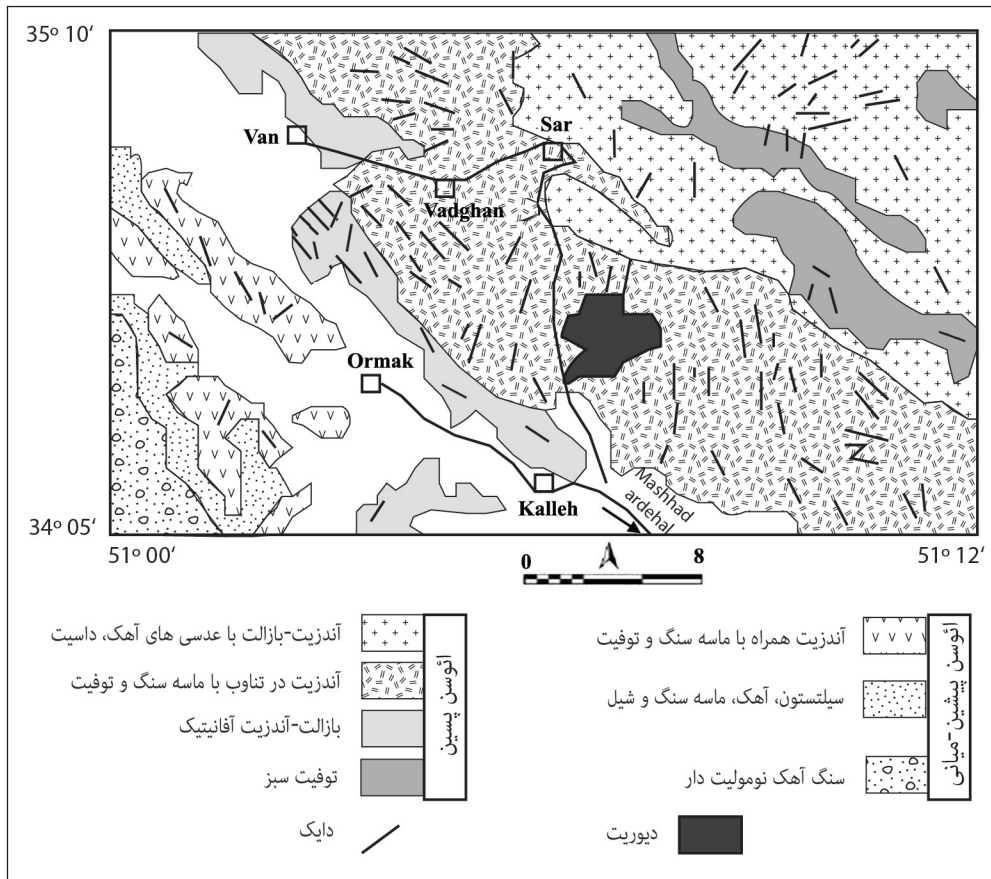 35º 10‘
Sar
Van
Vadghan
Ormak
Kalleh
Mashhad
ardehal
34º 05‘
51º 00‘
51º 12‘
0
8
ائوسن پسین
آندزیت-بازالت با عدسی های آهک، داسیت
آندزیت در تناوب با ماسه سنگ و توفیت
بازالت-آندزیت آفانیتیک
توفیت سبز
دایک
ائوسن پیشین-میانی
آندزیت همراه با ماسه سنگ و توفیت
سیلتستون، آهک، ماسه سنگ و شیل
سنگ آهک نومولیت دار
دیوریت